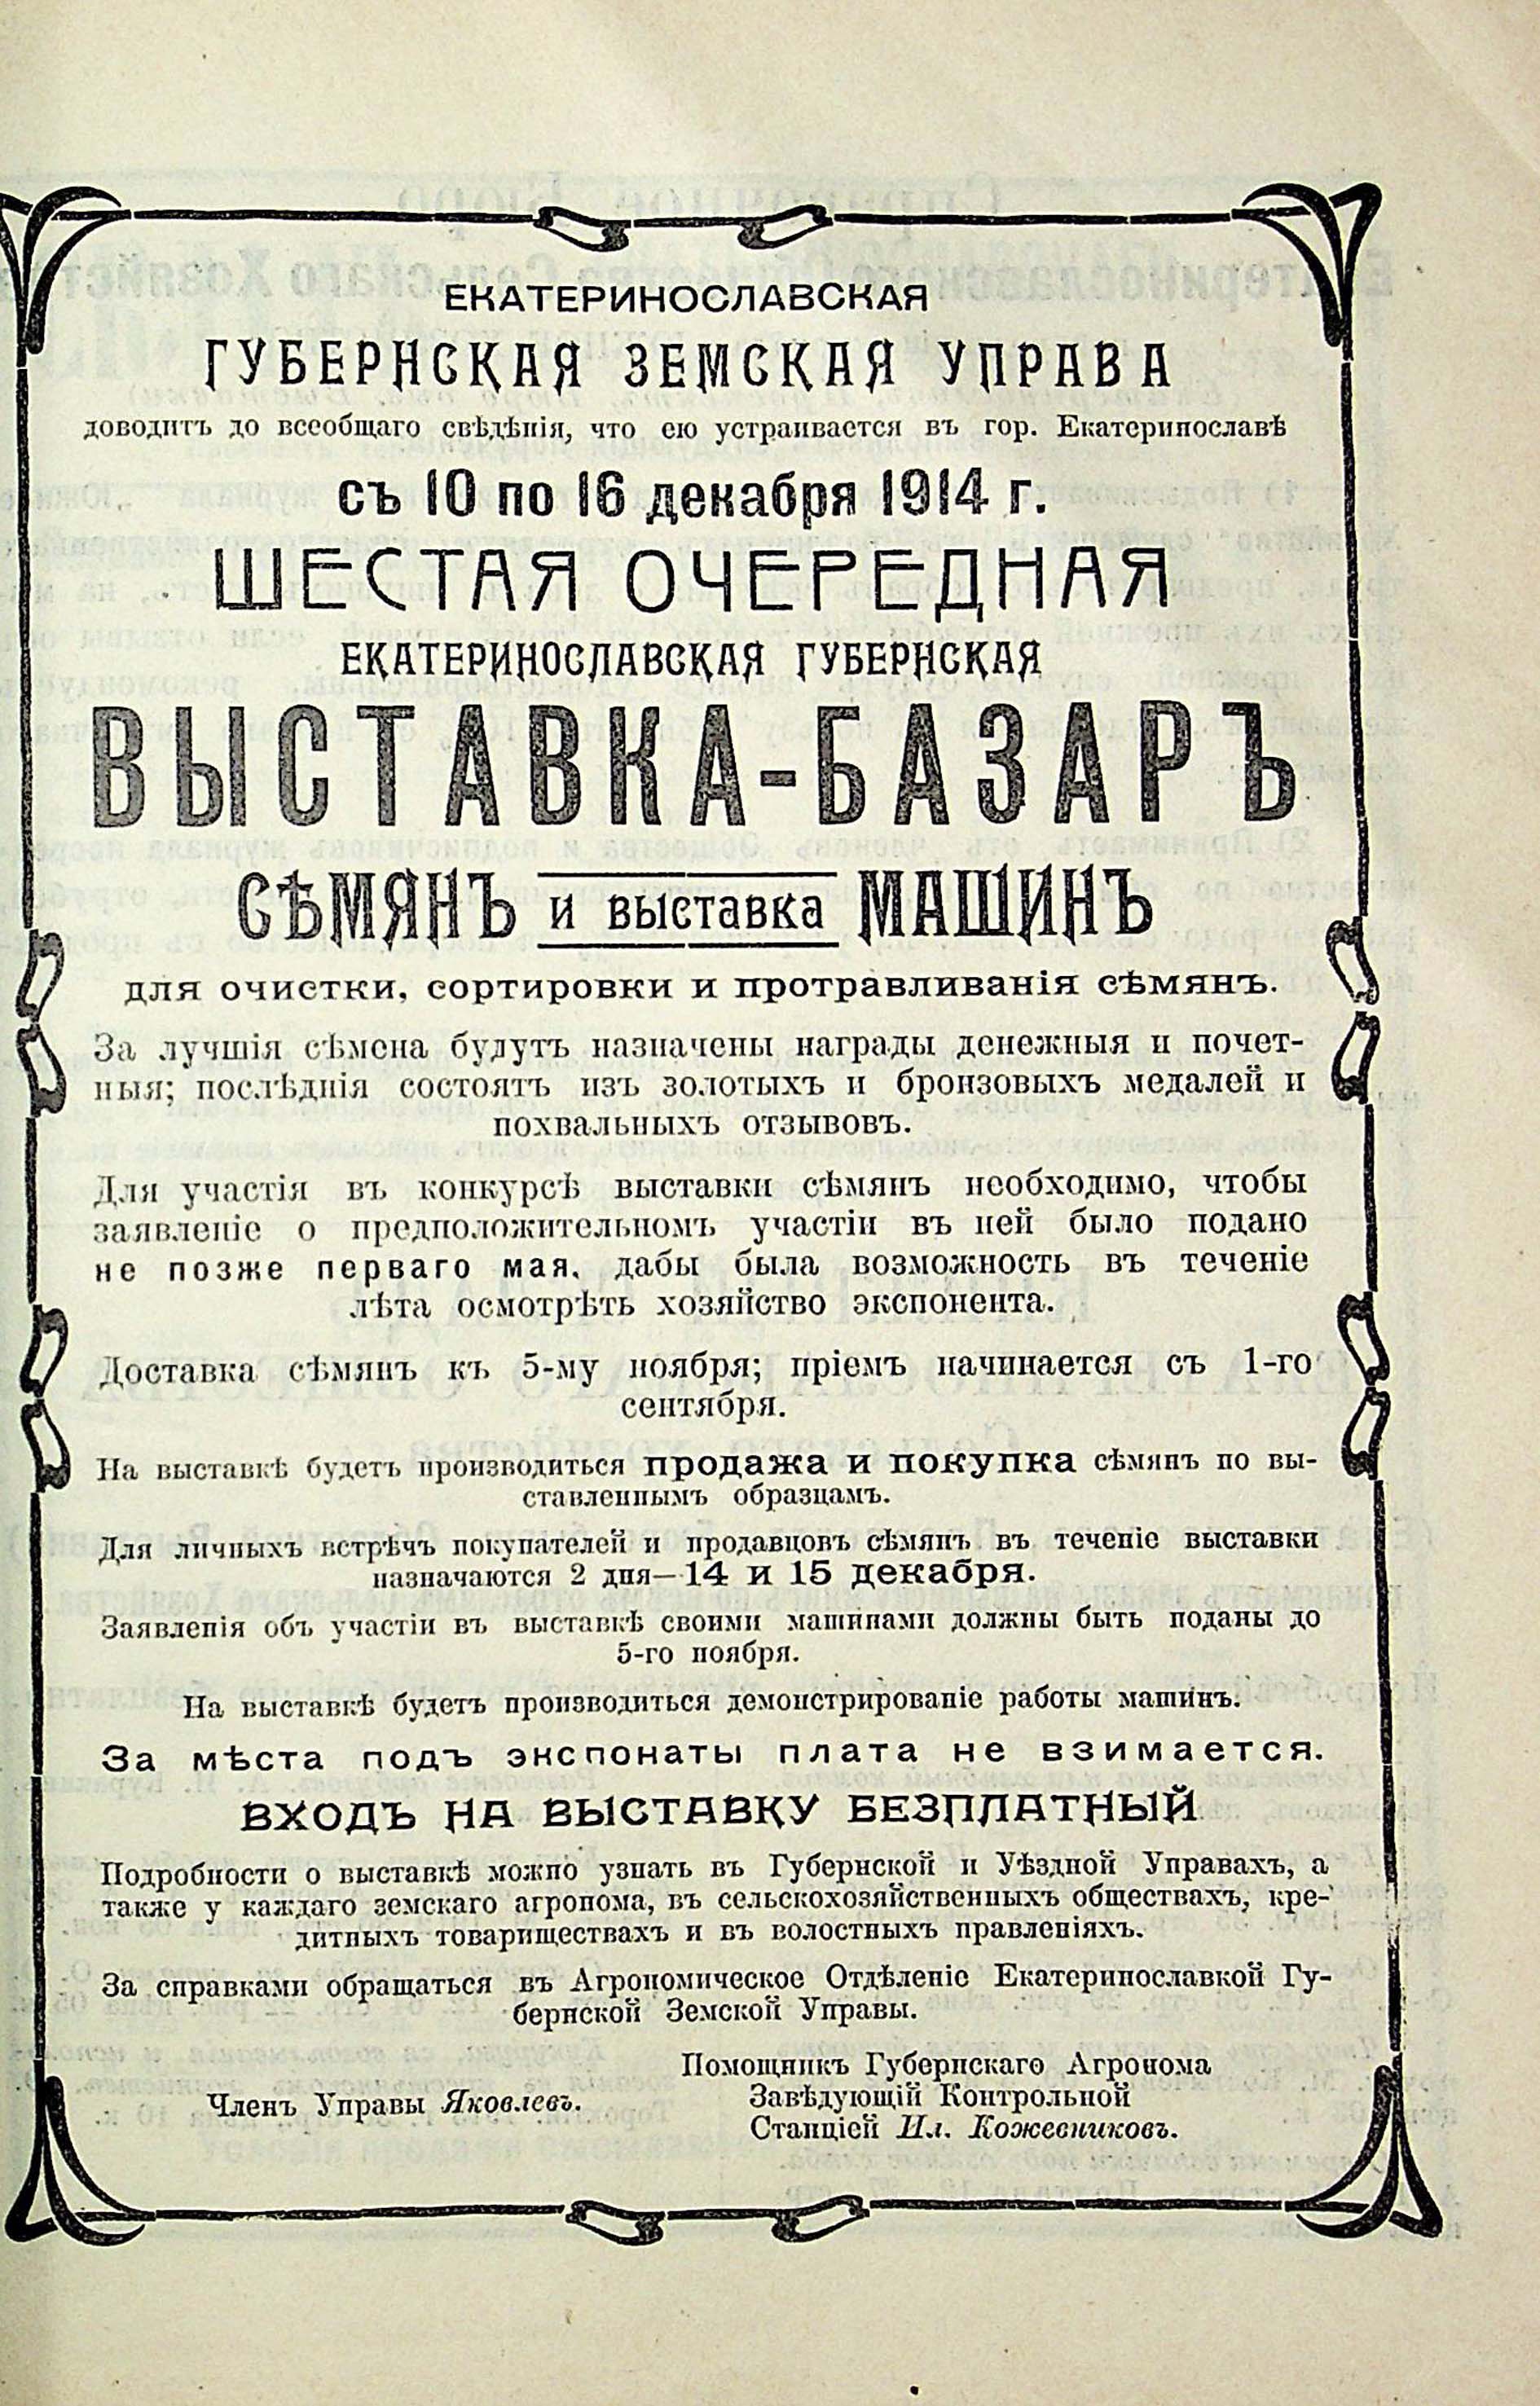 ЕКАТЕРИНОСЛАВСКАЯ
ГУБЕРНСКАЯ ЗЕМСКАЯ УПРАВА
доводитъ до всеобщаго свѣдѣнія, что ею устраивается въ гор. Екатеринославѣ
съ 10 по 16 декабря 1914 г.
ШЕСТАЯ ОЧЕРЕДНАЯ
ЕКАТЕРИНОСЛАВСКАЯ ГУБЕРНСКАЯ
ВЫСТАВКА-БАЗАРЪ
СѢМЯНЪ и выставка МАШИНЪ
для очистки, сортировки и протравливанія сѣмянъ.
За лучшія сѣмена будутъ назначены награды денежныя и почет-
ныя; послѣднія состоятъ изъ золотыхъ и бронзовыхъ медалей и
похвальныхъ отзывовъ.
Для участія въ конкурсѣ выставки сѣмянъ необходимо, чтобы
заявленіе о предположительномъ участіи въ ней было подано
не позже перваго мая, дабы была возможность въ теченіе
лѣта осмотрѣть хозяйство экспонента.
Доставка сѣмянъ къ 5-му ноября; пріемъ начинается съ 1-го
сентября.
На выставкѣ будетъ производиться продажа и покупка сѣмянъ по вы-
ставленнымъ образцамъ.
Для личныхъ встрѣчъ покупателей и продавцовъ сѣмянъ въ теченіе выставки
назначаются 2 дня—14 и 15 декабря.
Заявленія объ участіи въ выставкѣ своими машинами должны быть поданы до
5-го ноября.
На выставкѣ будетъ производиться демонстрированіе работы машинъ.
За мѣста подъ экспонаты плата не взимается.
ВХОДЪ НА ВЫСТАВКУ БЕЗПЛАТНЫЙ
Подробности о выставкѣ можно узнать въ Губернской и Уѣздной Управахъ, а
также у каждаго земскаго агронома, въ сельскохозяйственныхъ обществахъ, кре-
дитныхъ товариществахъ и въ волостныхъ правленіяхъ.
За справками обращаться въ Агрономическое Отдѣленіе Екатеринославкой Гу-
бернской Земской Управы.
Помощникъ Губернскаго Агронома
Завѣдующій Контрольной
Членъ Управы Яковлевъ.
Станціей Ил. Кожевниковъ.